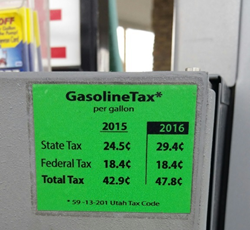 GasolineTax*
per gallon
2015 2016
State Tax 24.5¢ 29.4¢
Federal Tax 18.4¢ 18.4¢
Total Tax 42.9¢ 47.8¢
* 59-13-201 Utah Tax Code